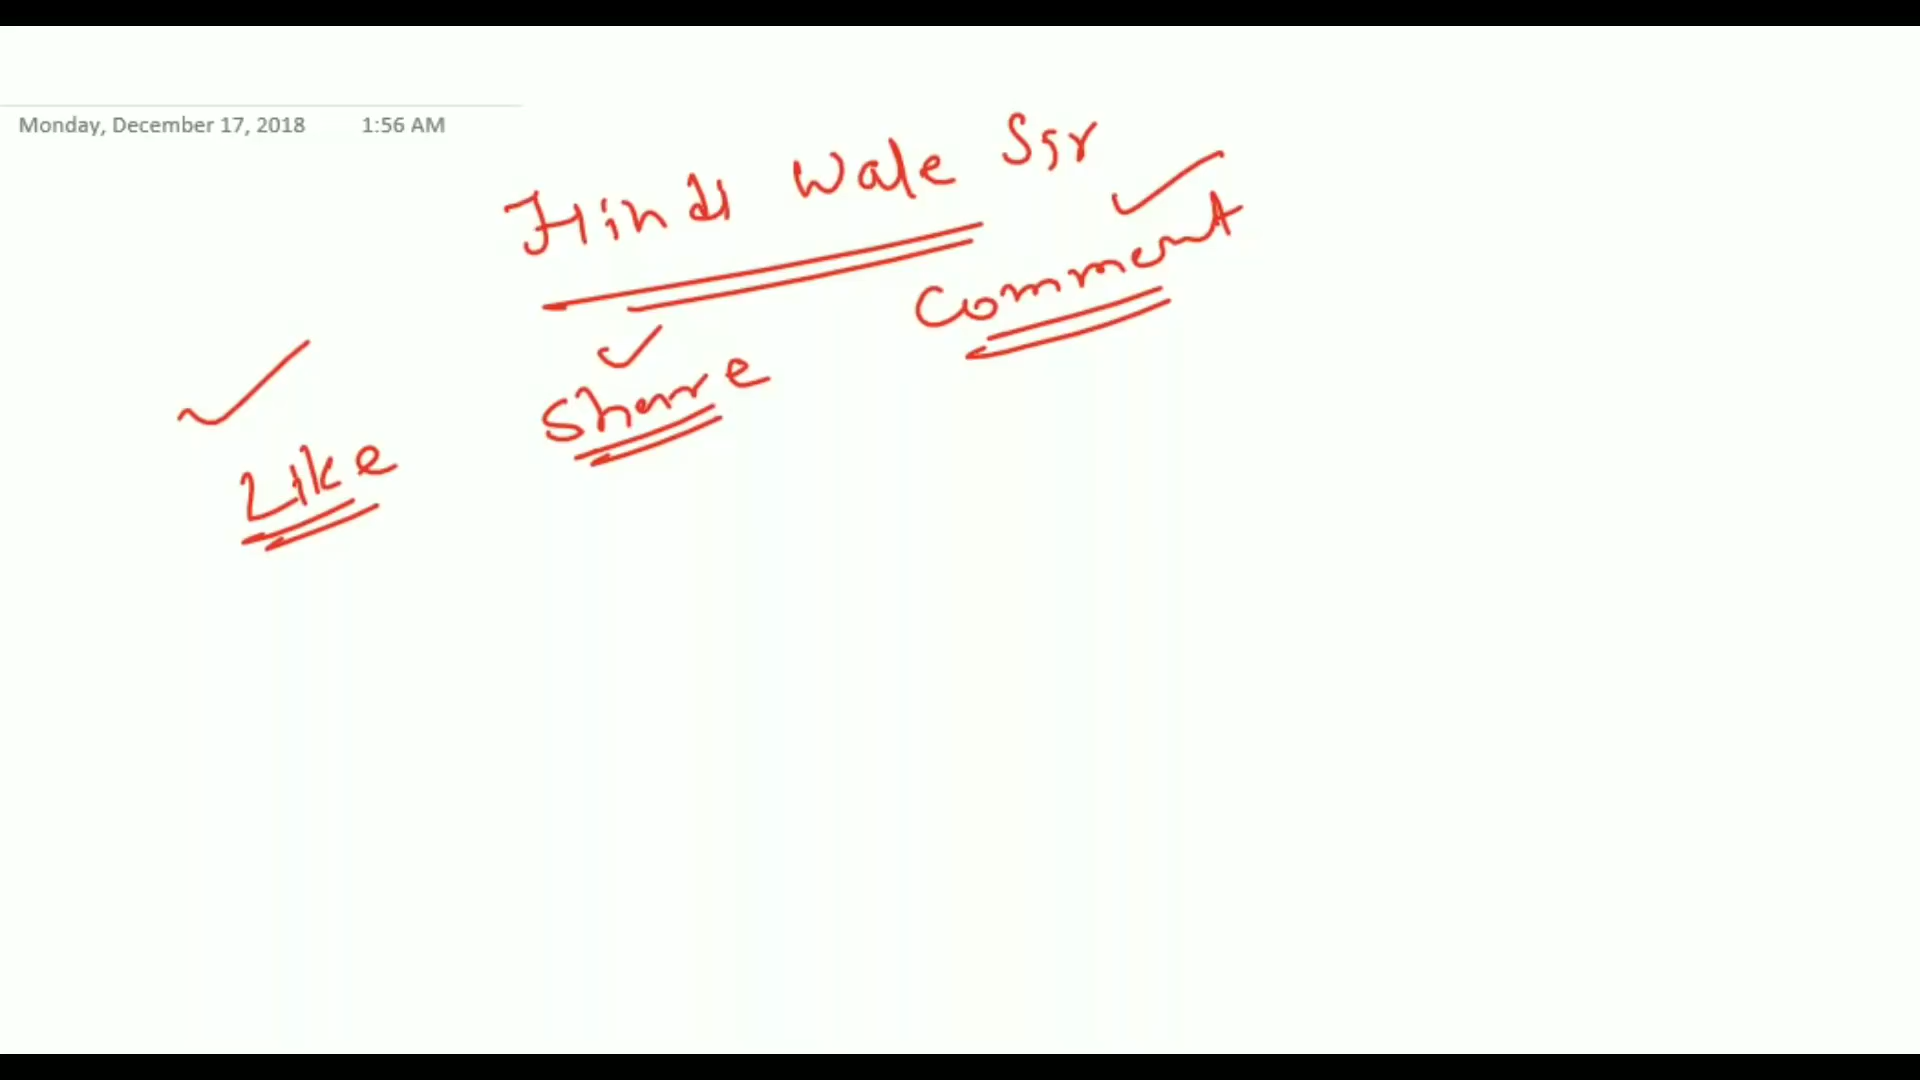 Monday, December 17, 2018 1:56 AM
Hindi Wale Sir
Comment
Share
Like